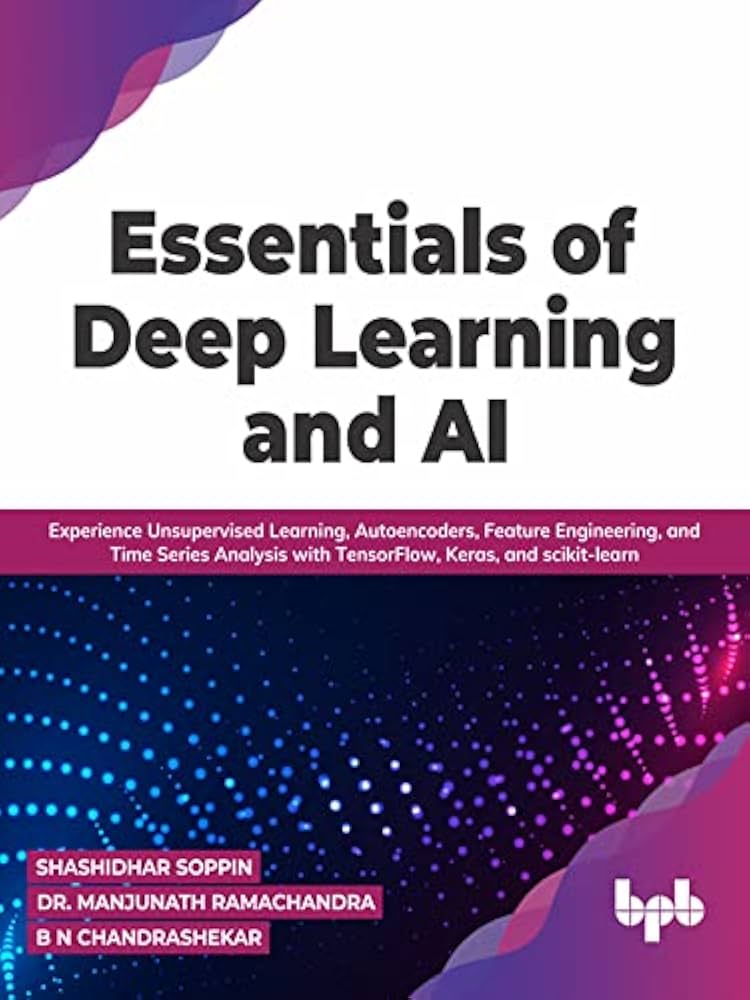 Essentials of
Deep Learning
and AI
Experience Unsupervised Learning, Autoencoders, Feature Engineering, and
Time Series Analysis with TensorFlow, Keras, and scikit-learn
SHASHIDHAR SOPPIN
DR. MANJUNATH RAMACHANDRA
B N CHANDRASHEKAR
bpb